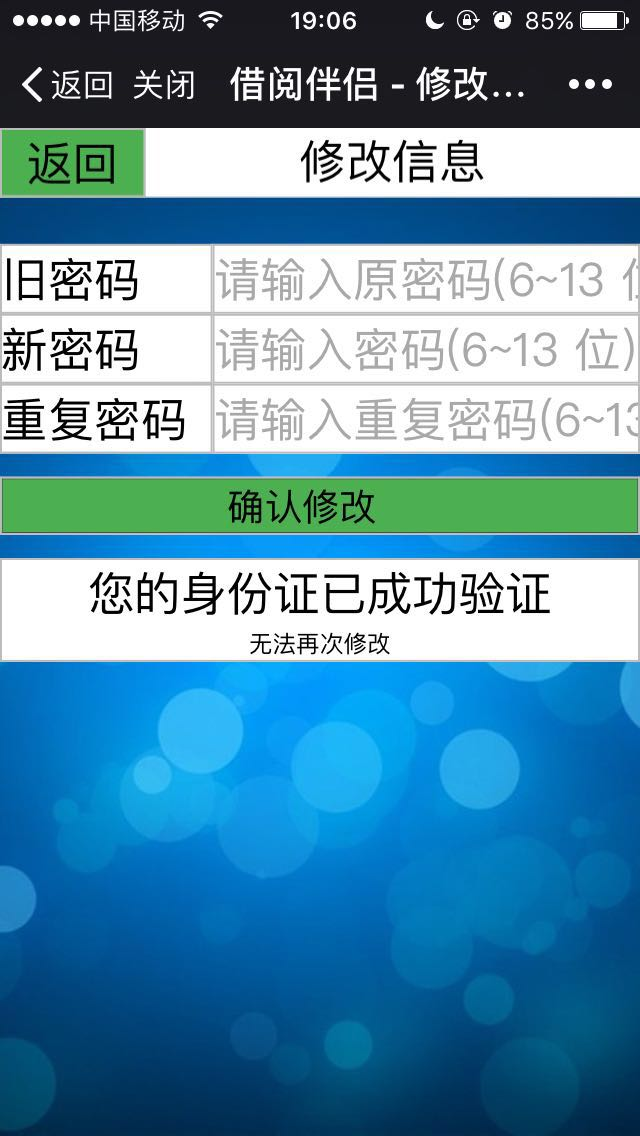 中国移动 19:06 85%
返回 关闭 借阅伴侣 - 修改...
返回 修改信息
旧密码 请输入原密码(6~13
新密码 请输入密码(6~13 位)
重复密码 请输入重复密码(6~13
确认修改
您的身份证已成功验证
无法再次修改